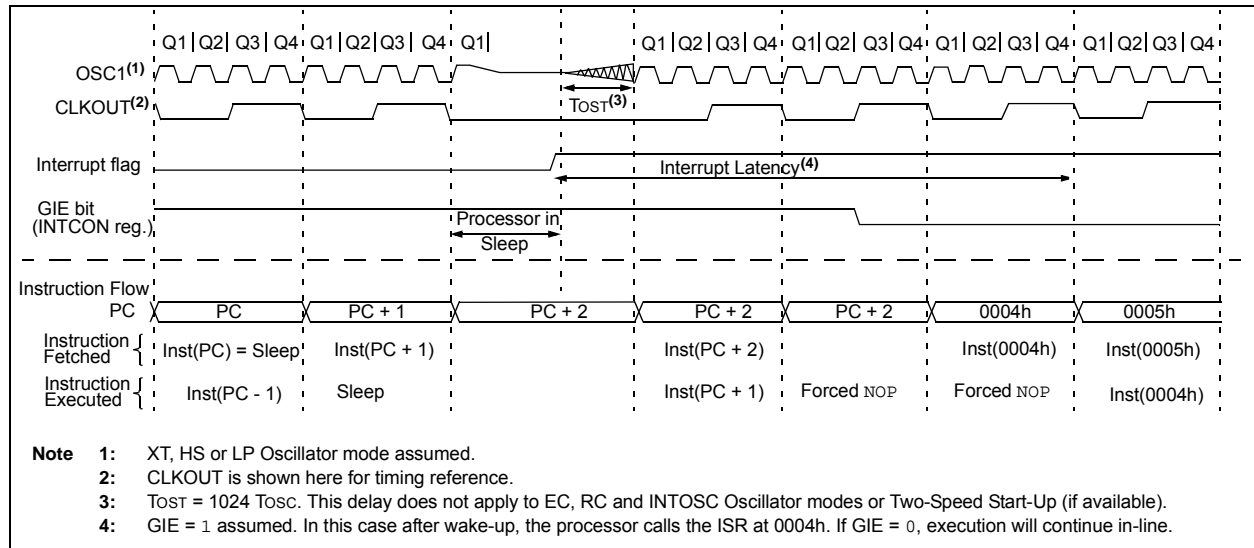 Q1| Q2| Q3| Q4 Q1 |Q2|Q3| Q4 Q1| Q1 |Q2| Q3| Q4 Q1 |Q2| Q3| Q4 Q1 |Q2| Q3| Q4 Q1 |Q2| Q3| Q4
OSC1(1)
CLKOUT(2)
TOST(3)
Interrupt flag
Interrupt Latency(4)
GIE bit
(INTCON reg.)
Processor in
Sleep
Instruction Flow
PC PC PC + 1 PC + 2 PC + 2 PC + 2 0004h 0005h
Instruction
Fetched { Inst(PC) = Sleep Inst(PC + 1) Inst(PC + 2) Inst(0004h) Inst(0005h)
Instruction
Executed { Inst(PC - 1) Sleep Inst(PC + 1) Forced NOP Forced NOP Inst(0004h)
Note 1: XT, HS or LP Oscillator mode assumed.
2: CLKOUT is shown here for timing reference.
3: TOST = 1024 TOSC. This delay does not apply to EC, RC and INTOSC Oscillator modes or Two-Speed Start-Up (if available).
4: GIE = 1 assumed. In this case after wake-up, the processor calls the ISR at 0004h. If GIE = 0, execution will continue in-line.